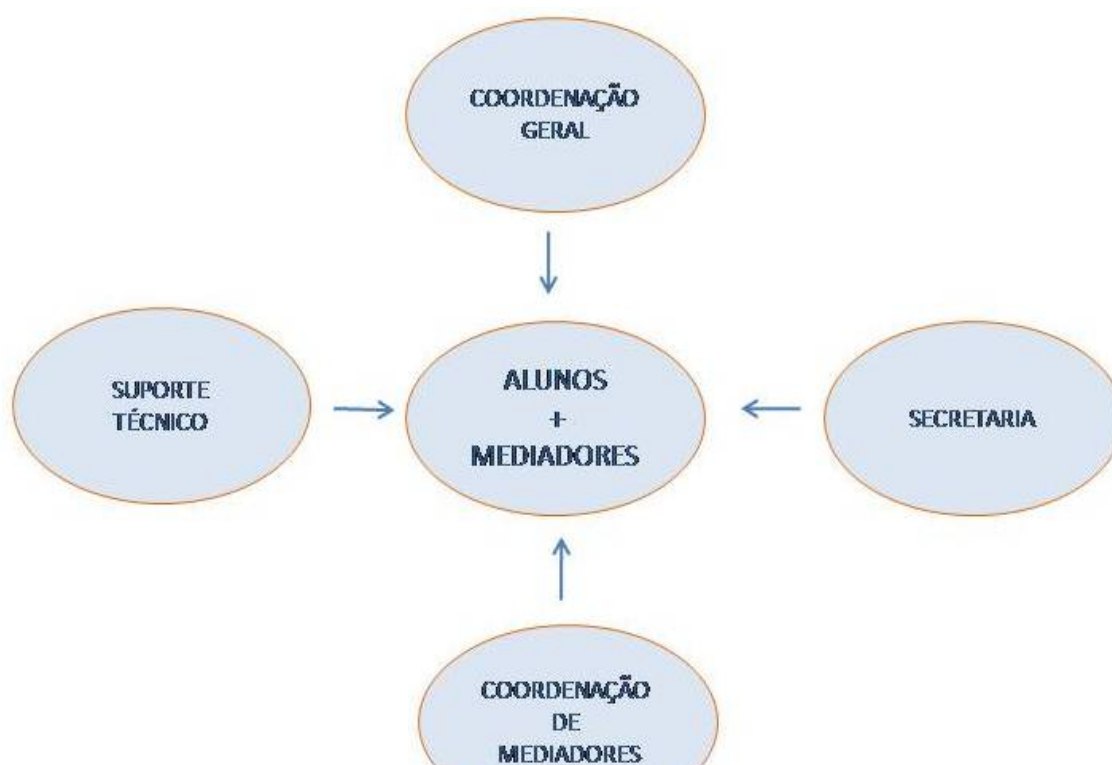 COORDENAÇÃO
GERAL
SUPORTE
TÉCNICO
ALUNOS
+
MEDIADORES
SECRETARIA
COORDENAÇÃO
DE
MEDIADORES